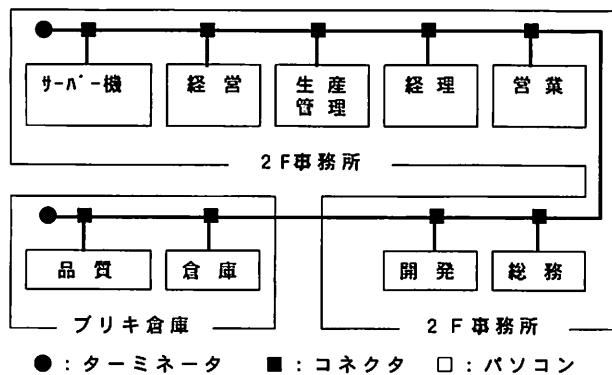 サーバー機 経営 生産管理 経理 営業
2F事務所
品質 倉庫 開発 総務
ブリキ倉庫 2F事務所
●：ターミネータ ■：コネクタ □：パソコン